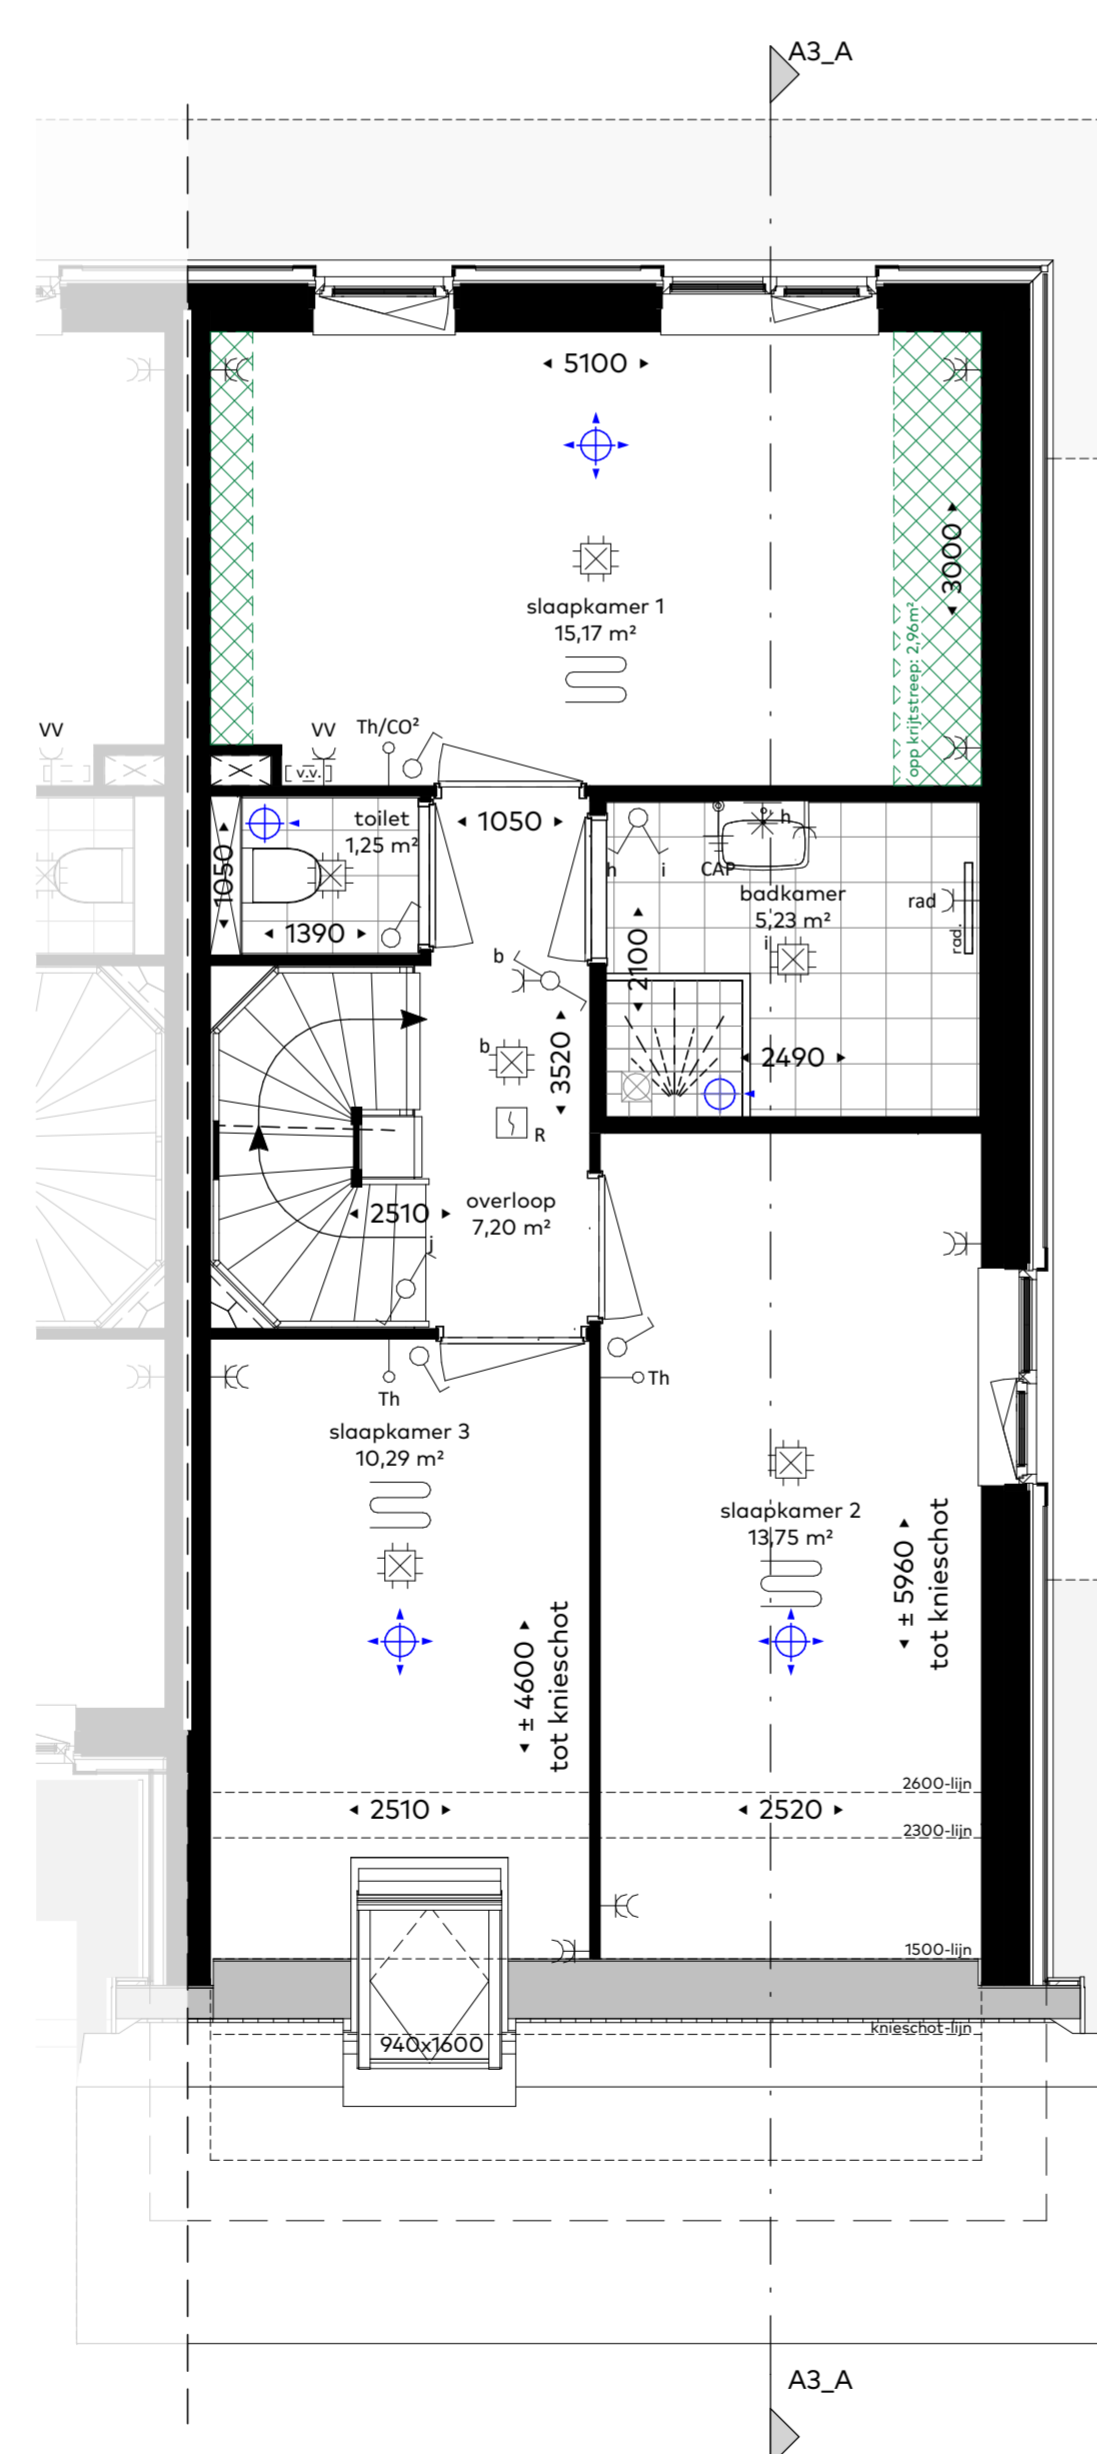 A3_A
5100
3000
slaapkamer 1
15,17 m²
opp krijtstreep: 2,96m²
VV
VV
Th/CO²
v.v.
toilet
1,25 m²
1050
1050
1390
h
i
CAP
h
badkamer
5,23 m²
i
rad
rad.
2100
2490
b
b
3520
R
overloop
7,20 m²
2510
j
Th
Th
slaapkamer 3
10,29 m²
slaapkamer 2
13,75 m²
± 5960
tot knieschot
± 4600
tot knieschot
2600-lijn
2510
2520
2300-lijn
1500-lijn
knieschot-lijn
940x1600
A3_A